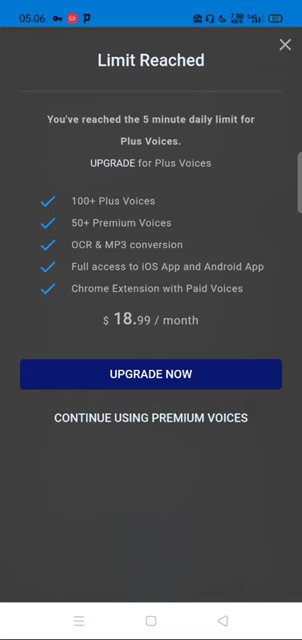 05.06
Limit Reached
You've reached the 5 minute daily limit for
Plus Voices.
UPGRADE for Plus Voices
100+ Plus Voices
50+ Premium Voices
OCR & MP3 conversion
Full access to iOS App and Android App
Chrome Extension with Paid Voices
$ 18.99 / month
UPGRADE NOW
CONTINUE USING PREMIUM VOICES